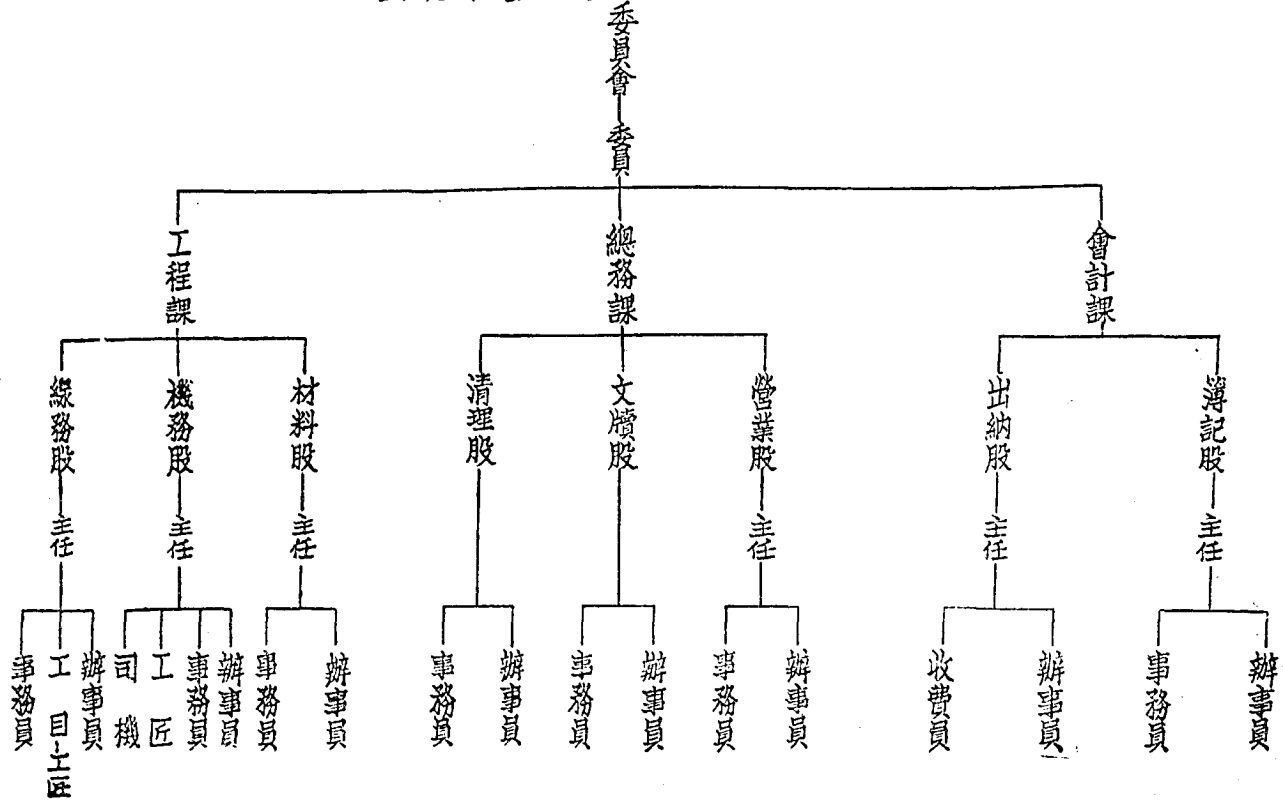 委員會
委員
會計課
總務課
工程課
簿記股
出納股
營業股
文牘股
清理股
材料股
機務股
線務股
主任
主任
主任
主任
主任
主任
辦事員
事務員
辦事員
收費員
辦事員
事務員
辦事員
事務員
辦事員
事務員
辦事員
事務員
辦事員
事務員
工匠
司機
辦事員
工目-工匠
事務員